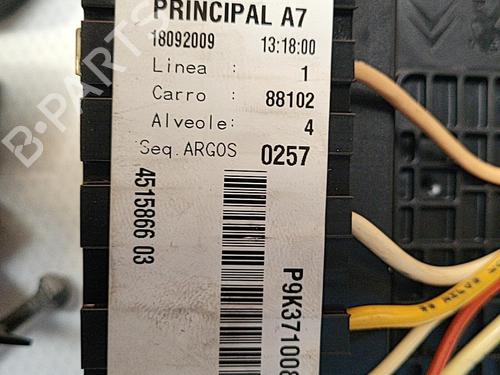 PRINCIPAL A7
18092009 13:18:00
Linea : 1
Carro : 88102
Alveole: 4
Seq.ARGOS 0257
4515866 03
P9K371008
B-PARTS